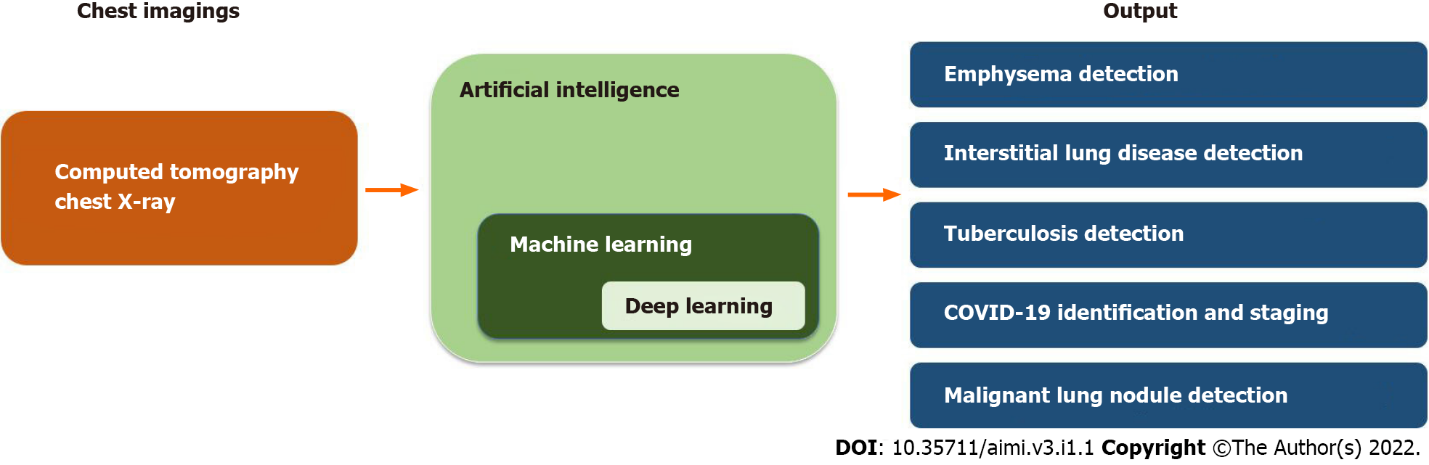 Chest imagings
Output
Computed tomography
chest X-ray
Artificial intelligence
Machine learning
Deep learning
Emphysema detection
Interstitial lung disease detection
Tuberculosis detection
COVID-19 identification and staging
Malignant lung nodule detection
DOI: 10.35711/aimi.v3.i1.1 Copyright ©The Author(s) 2022.